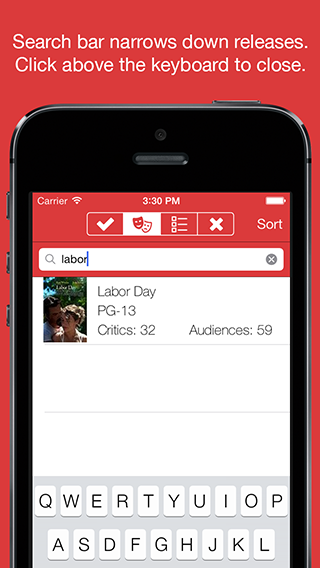 Search bar narrows down releases.
Click above the keyboard to close.
Carrier 3:30 PM
Sort
labor
Labor Day
Labor Day
PG-13
Critics: 32 Audiences: 59
Q W E R T Y U I O P
A S D F G H J K L